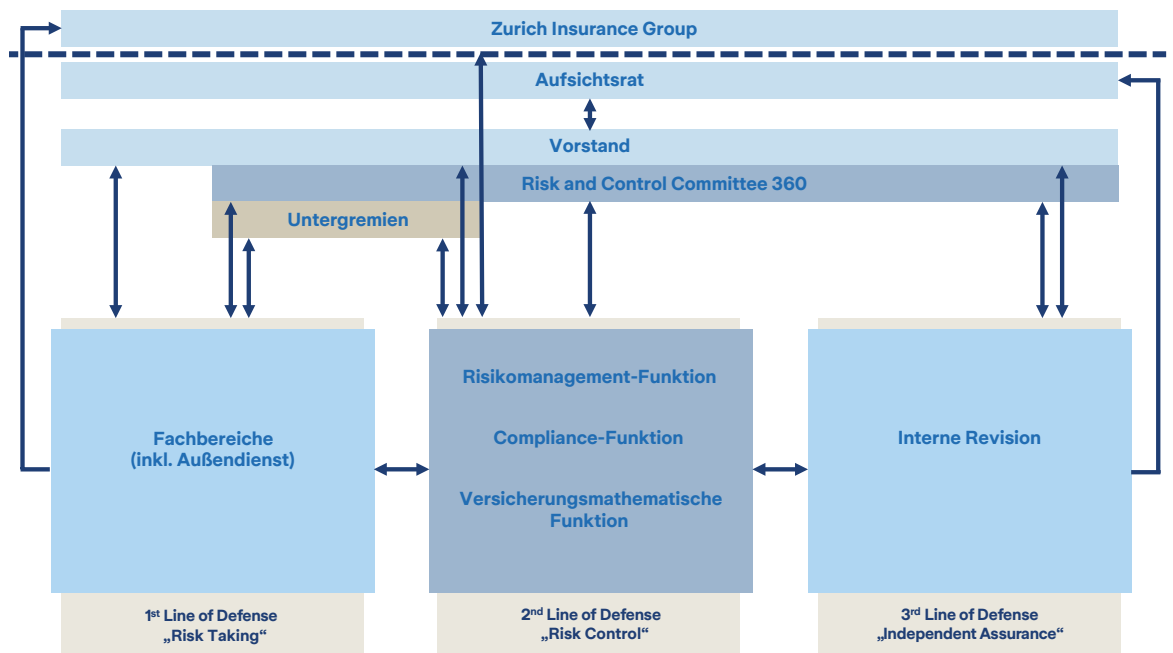 Zurich Insurance Group
Aufsichtsrat
Vorstand
Risk and Control Committee 360
Untergremien
Fachbereiche
(inkl. Außendienst)
Risikomanagement-Funktion
Compliance-Funktion
Versicherungsmathematische
Funktion
Interne Revision
1st Line of Defense
„Risk Taking“
2nd Line of Defense
„Risk Control“
3rd Line of Defense
„Independent Assurance“